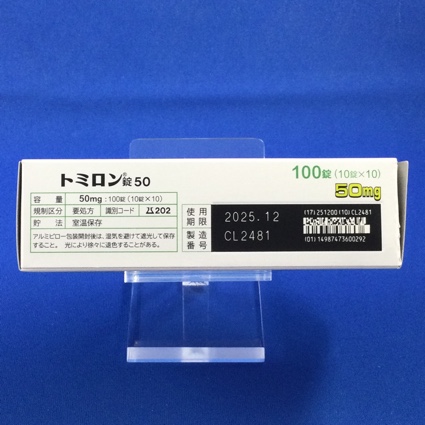 トミロン®錠50
容量 50mg:100錠(10錠×10)
規制区分 要処方 識別コード 202
貯法 室温保存
アルミピロー包装開封後は、湿気を避けて遮光して保存
すること。 光により徐々に退色することがある。
100錠(10錠×10)
50mg
使用期限 2025.12
製造番号 CL2481
(17)251200(10)CL2481
(01)14987473600292